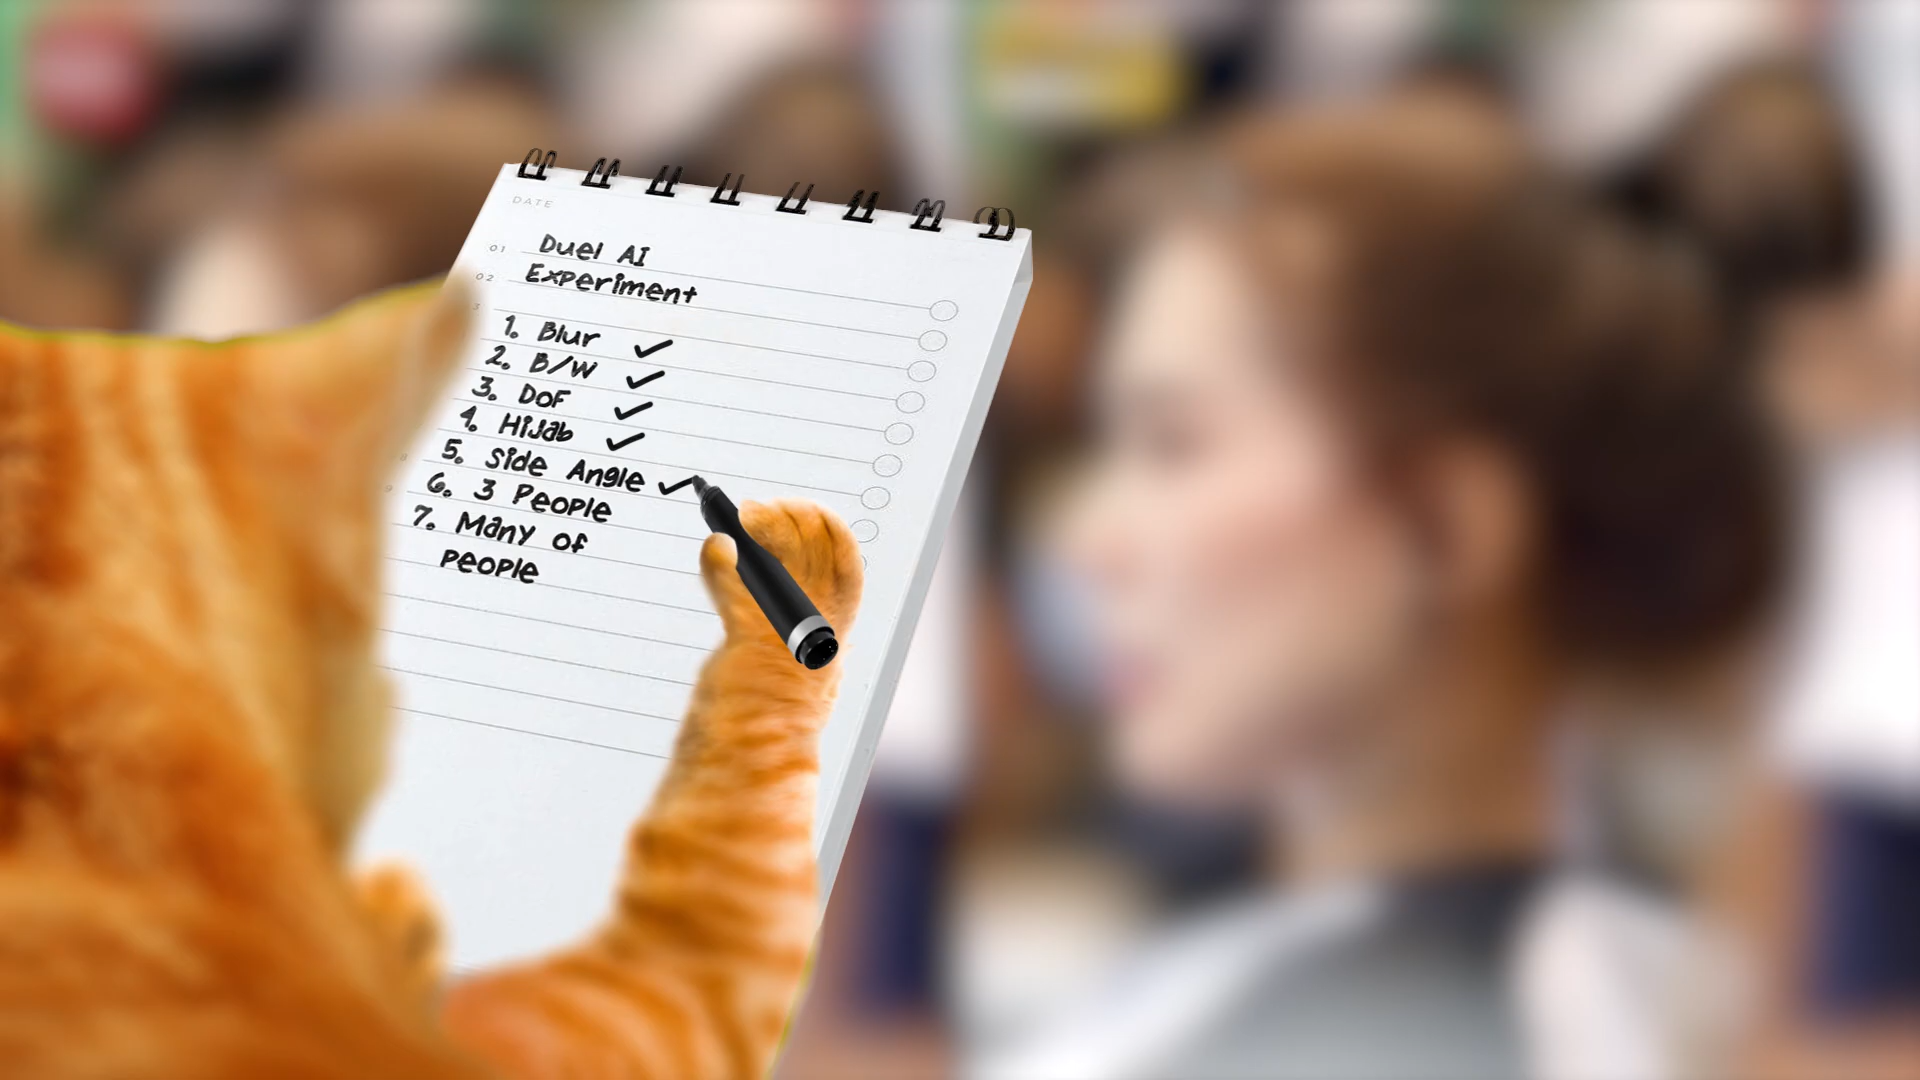 DATE
01 Duel AI
02 Experiment
3
1. Blur ✓
2. B/W ✓
3. DoF ✓
4. Hijab ✓
5. Side Angle ✓
6. 3 People
7. Many of
People